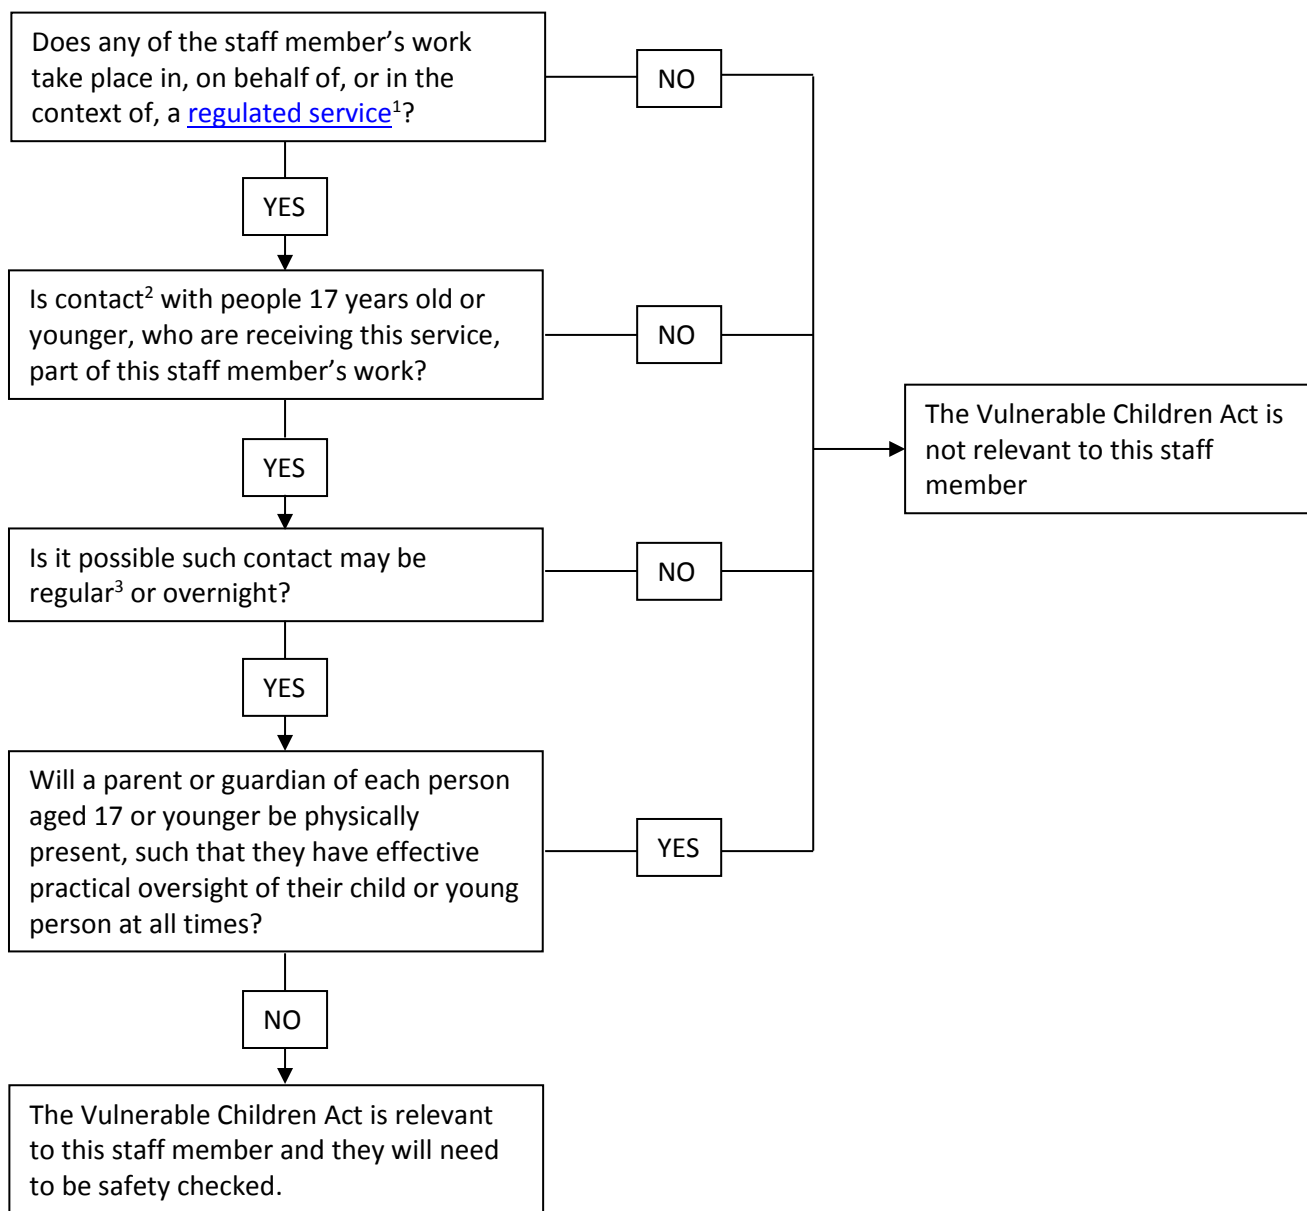 Does any of the staff member’s work
take place in, on behalf of, or in the
context of, a regulated service¹?
NO
YES
Is contact² with people 17 years old or
younger, who are receiving this service,
part of this staff member’s work?
NO
YES
The Vulnerable Children Act is
not relevant to this staff
member
Is it possible such contact may be
regular³ or overnight?
NO
YES
Will a parent or guardian of each person
aged 17 or younger be physically
present, such that they have effective
practical oversight of their child or young
person at all times?
YES
NO
The Vulnerable Children Act is relevant
to this staff member and they will need
to be safety checked.